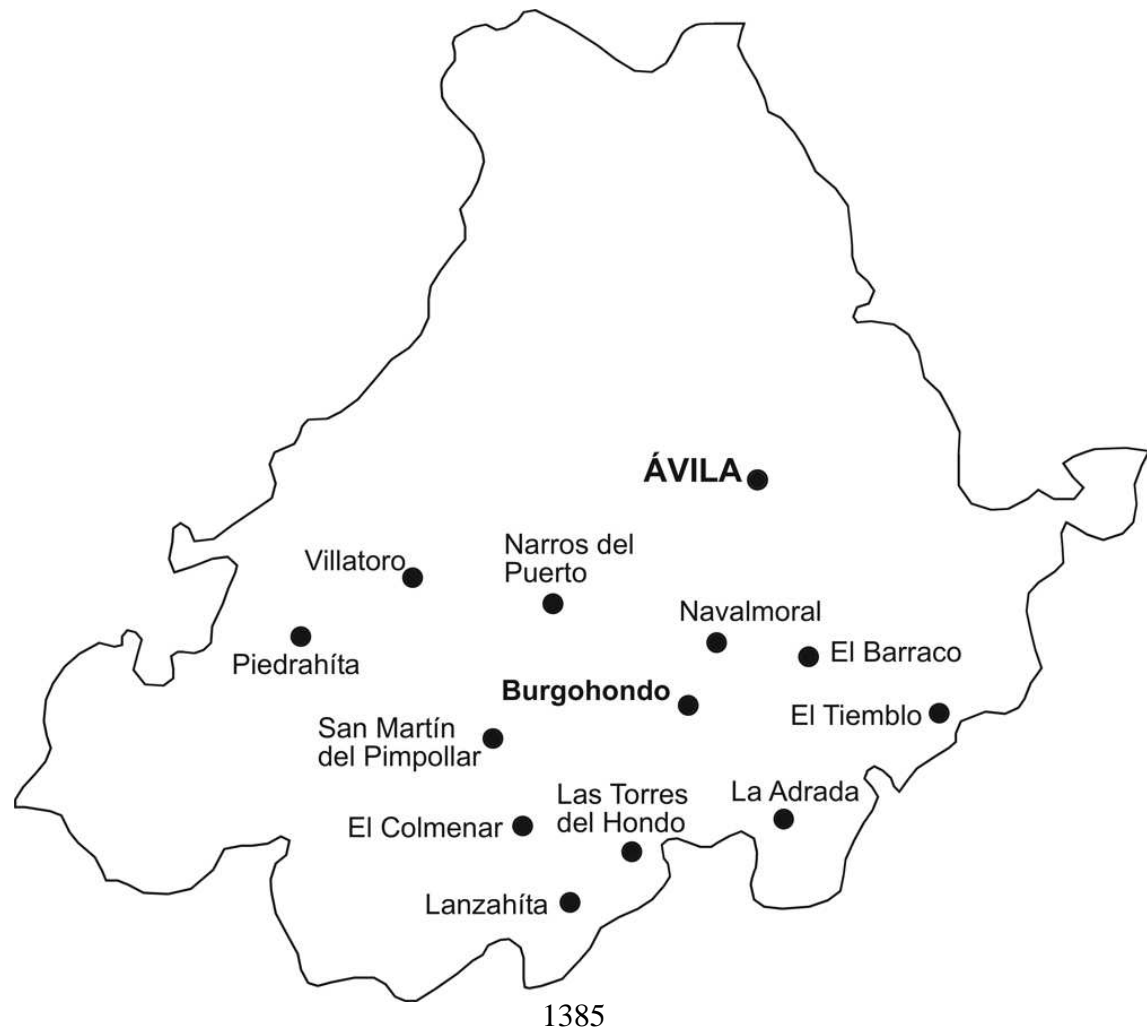 ÁVILA
Narros del
Puerto
Villatoro
Navalmoral
El Barraco
Piedrahíta
Burgohondo
El Tiemblo
San Martín
del Pimpollar
La Adrada
Las Torres
del Hondo
El Colmenar
Lanzahíta
1385